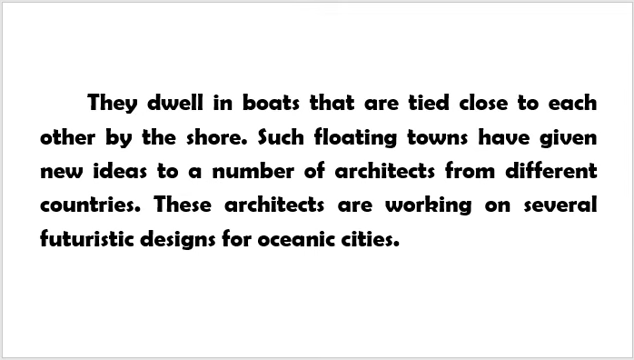 They dwell in boats that are tied close to each
other by the shore. Such floating towns have given
new ideas to a number of architects from different
countries. These architects are working on several
futuristic designs for oceanic cities.